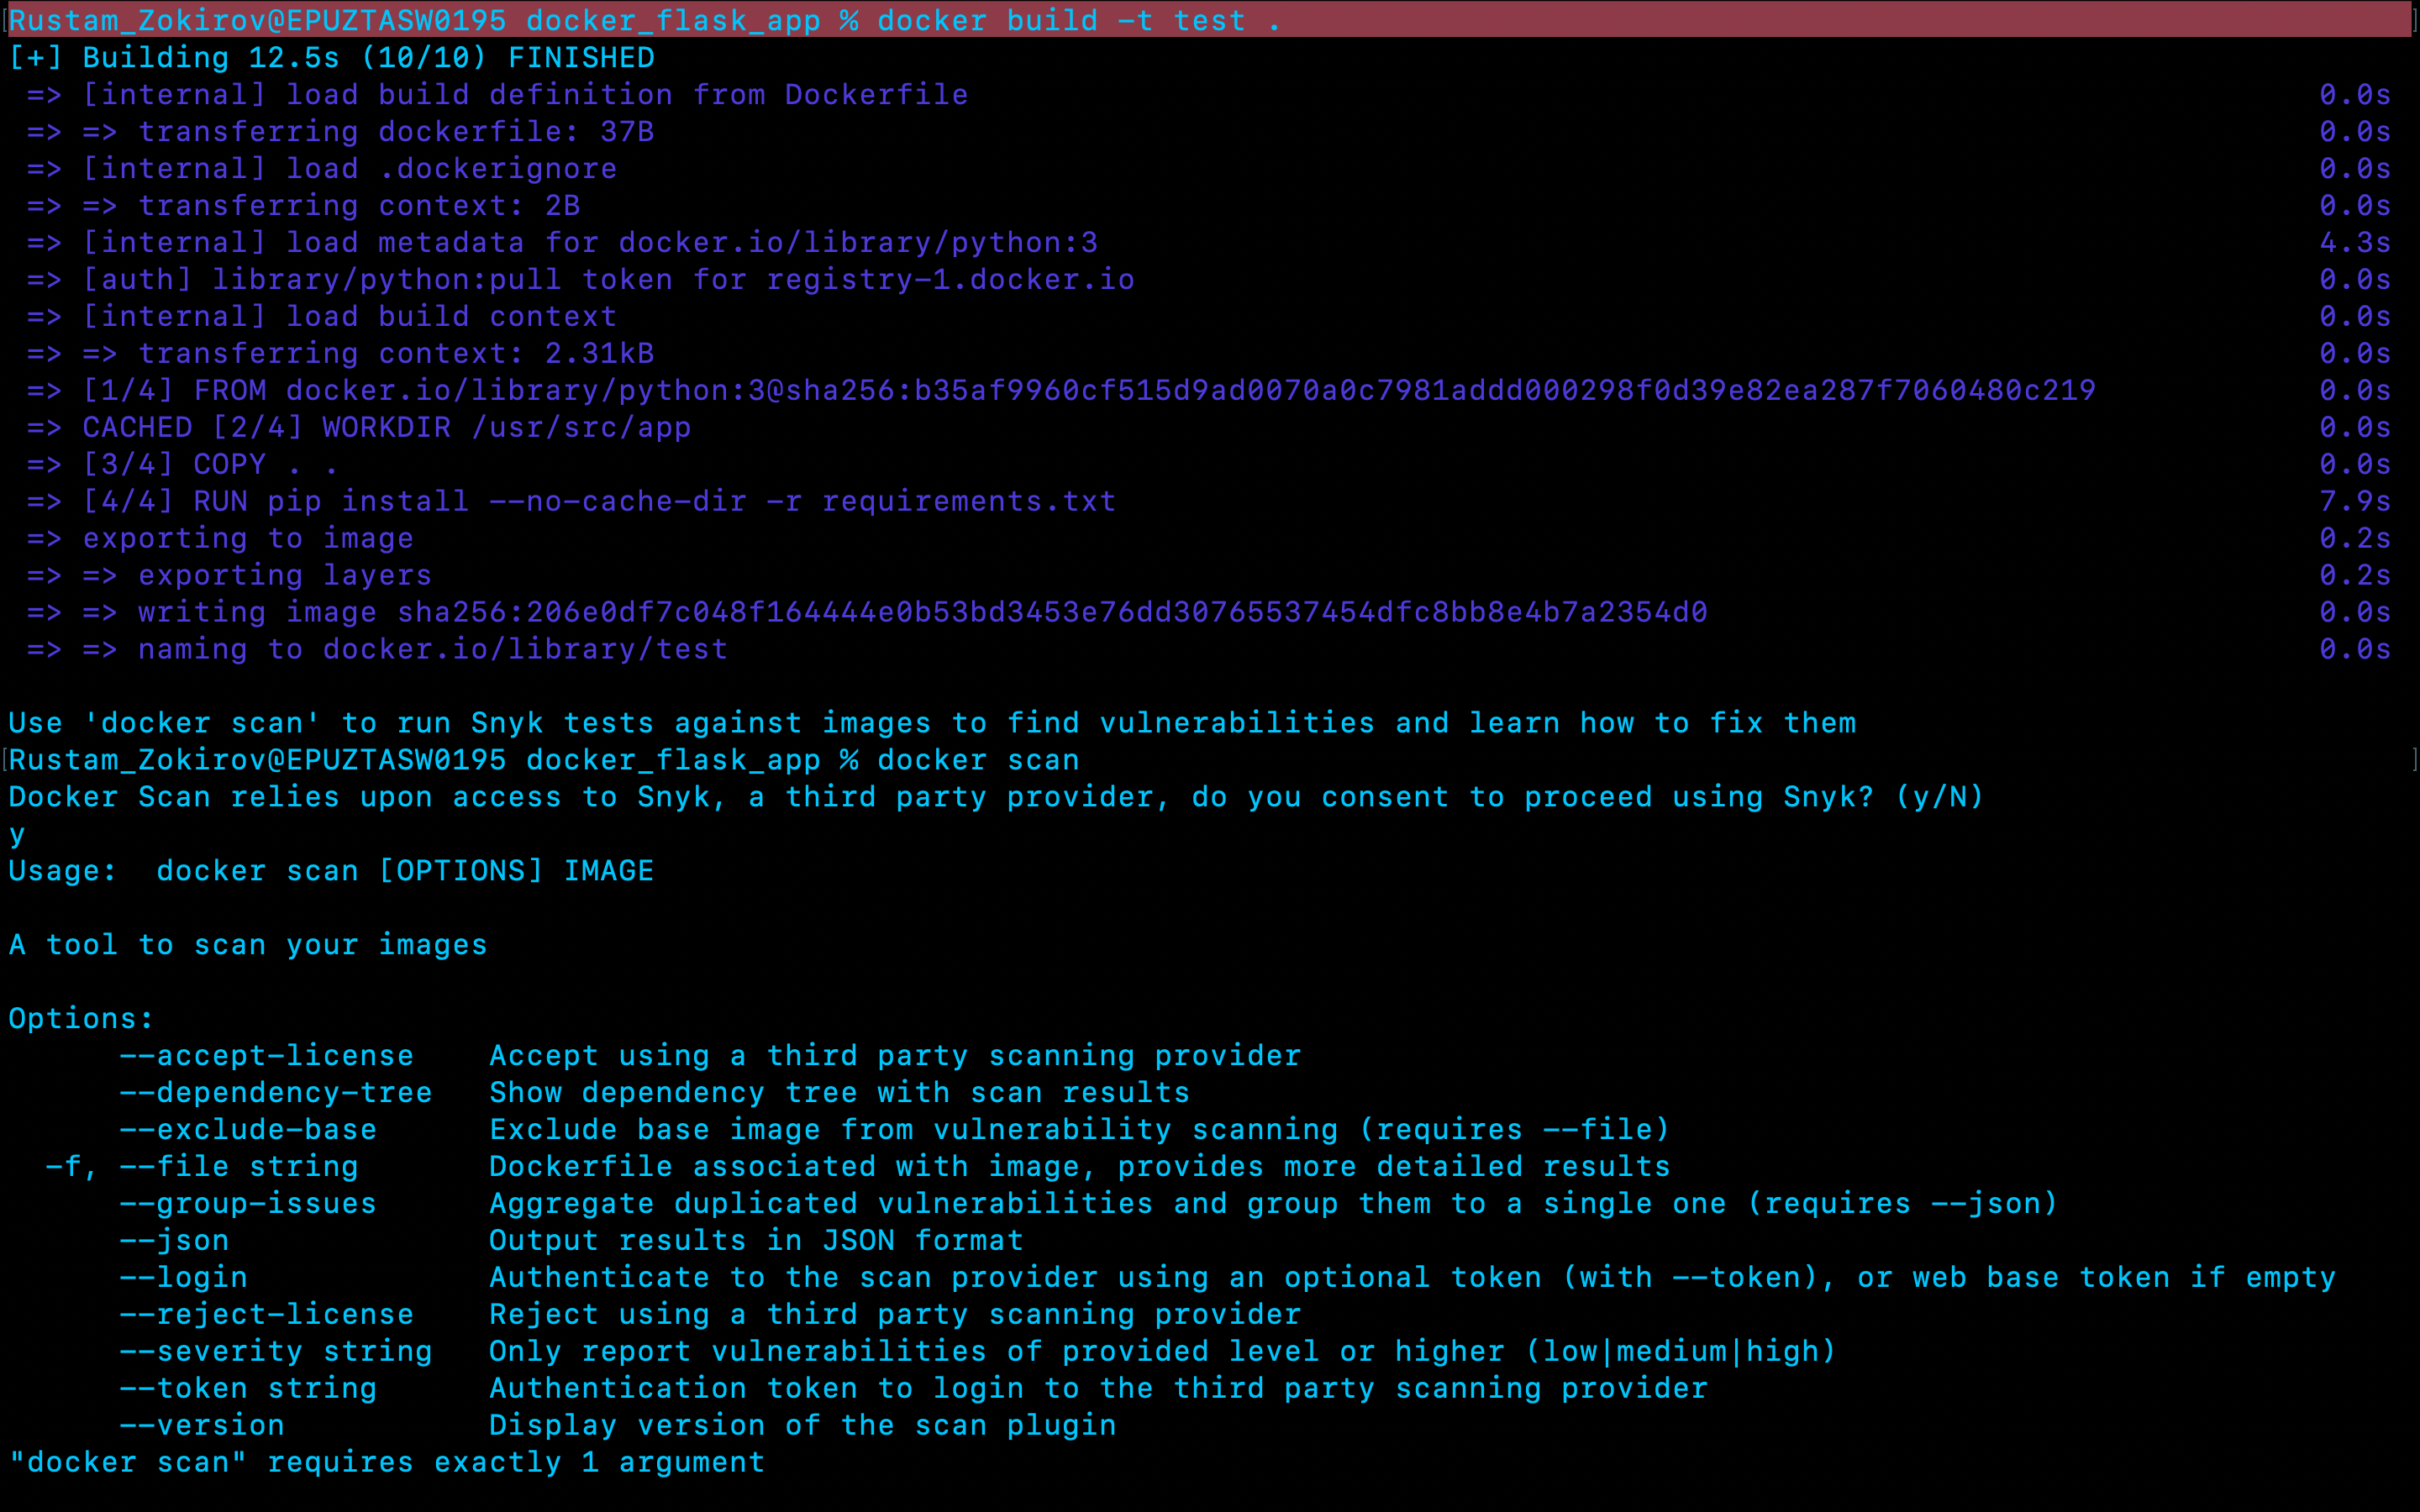 Rustam_Zokirov@EPUZTASW0195 docker_flask_app % docker build -t test .
[+] Building 12.5s (10/10) FINISHED
=> [internal] load build definition from Dockerfile 0.0s
=> => transferring dockerfile: 37B 0.0s
=> [internal] load .dockerignore 0.0s
=> => transferring context: 2B 0.0s
=> [internal] load metadata for docker.io/library/python:3 4.3s
=> [auth] library/python:pull token for registry-1.docker.io 0.0s
=> [internal] load build context 0.0s
=> => transferring context: 2.31kB 0.0s
=> [1/4] FROM docker.io/library/python:3@sha256:b35af9960cf515d9ad0070a0c7981addd000298f0d39e82ea287f7060480c219 0.0s
=> CACHED [2/4] WORKDIR /usr/src/app 0.0s
=> [3/4] COPY . . 0.0s
=> [4/4] RUN pip install --no-cache-dir -r requirements.txt 7.9s
=> exporting to image 0.2s
=> => exporting layers 0.2s
=> => writing image sha256:206e0df7c048f164444e0b53bd3453e76dd30765537454dfc8bb8e4b7a2354d0 0.0s
=> => naming to docker.io/library/test 0.0s
Use 'docker scan' to run Snyk tests against images to find vulnerabilities and learn how to fix them
Rustam_Zokirov@EPUZTASW0195 docker_flask_app % docker scan
Docker Scan relies upon access to Snyk, a third party provider, do you consent to proceed using Snyk? (y/N)
y
Usage:  docker scan [OPTIONS] IMAGE
A tool to scan your images
Options:
--accept-license    Accept using a third party scanning provider
--dependency-tree   Show dependency tree with scan results
--exclude-base      Exclude base image from vulnerability scanning (requires --file)
-f, --file string       Dockerfile associated with image, provides more detailed results
--group-issues      Aggregate duplicated vulnerabilities and group them to a single one (requires --json)
--json              Output results in JSON format
--login             Authenticate to the scan provider using an optional token (with --token), or web base token if empty
--reject-license    Reject using a third party scanning provider
--severity string   Only report vulnerabilities of provided level or higher (low|medium|high)
--token string      Authentication token to login to the third party scanning provider
--version           Display version of the scan plugin
"docker scan" requires exactly 1 argument